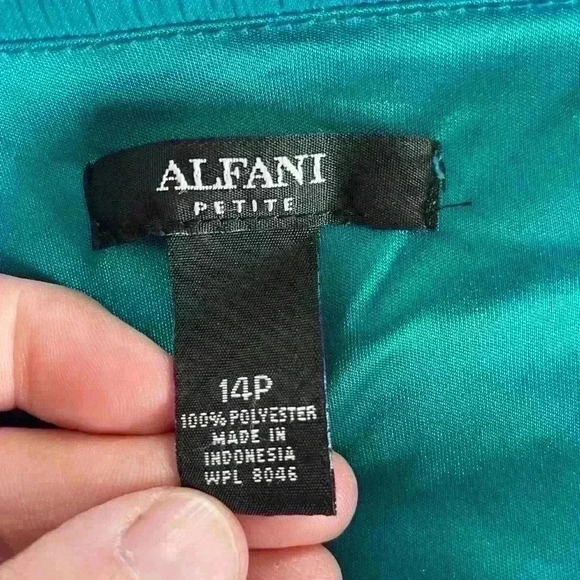 ALFANI
PETITE
14P
100% POLYESTER
MADE IN
INDONESIA
WPL 8046